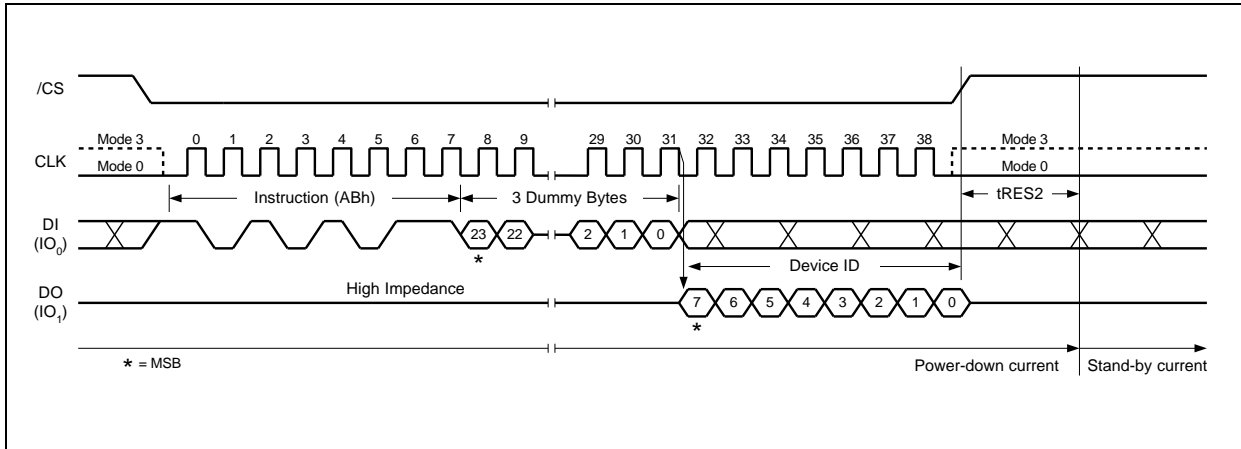 /CS
Mode 3
0 1 2 3 4 5 6 7 8 9 29 30 31 32 33 34 35 36 37 38
Mode 3
CLK
Mode 0
Mode 0
Instruction (ABh)
3 Dummy Bytes
tRES2
DI
(IO0)
23 22 2 1 0
*
Device ID
DO
(IO1)
High Impedance
7 6 5 4 3 2 1 0
*
* = MSB
Power-down current
Stand-by current